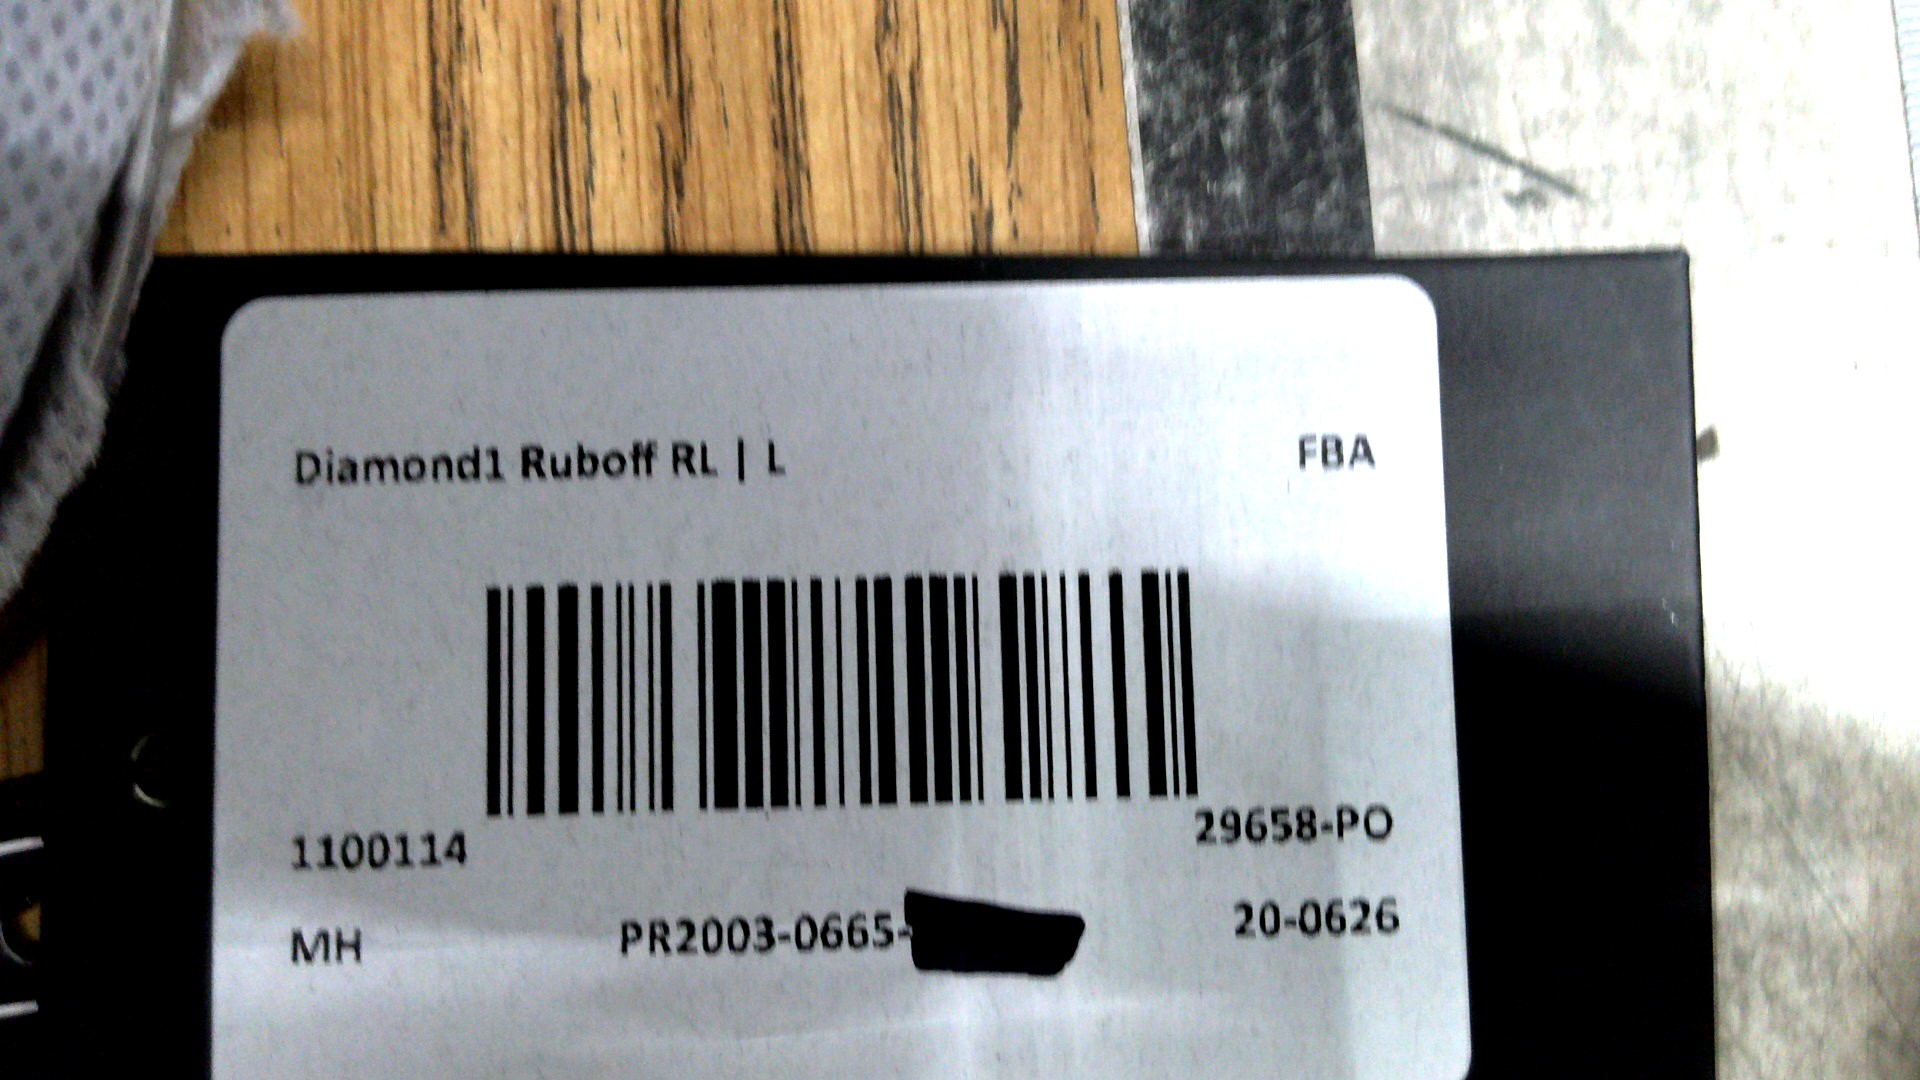 Diamond1 Ruboff RL | L FBA
1100114 29658-PO
MH PR2003-0665- 20-0626